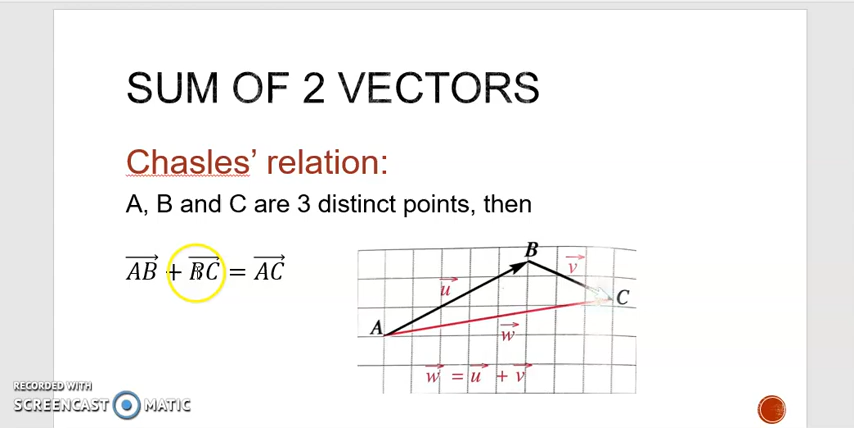 SUM OF 2 VECTORS
Chasles’ relation:
A, B and C are 3 distinct points, then
AB⃗ + BC⃗ = AC⃗
B
v⃗
u⃗
C
A
w⃗
w⃗ = u⃗ + v⃗
RECORDED WITH
SCREENCAST MATIC